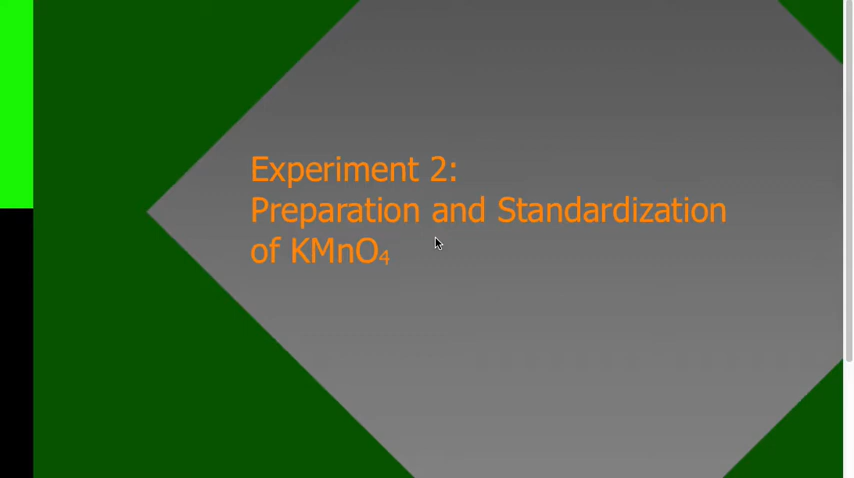 Experiment 2:
Preparation and Standardization
of KMnO₄